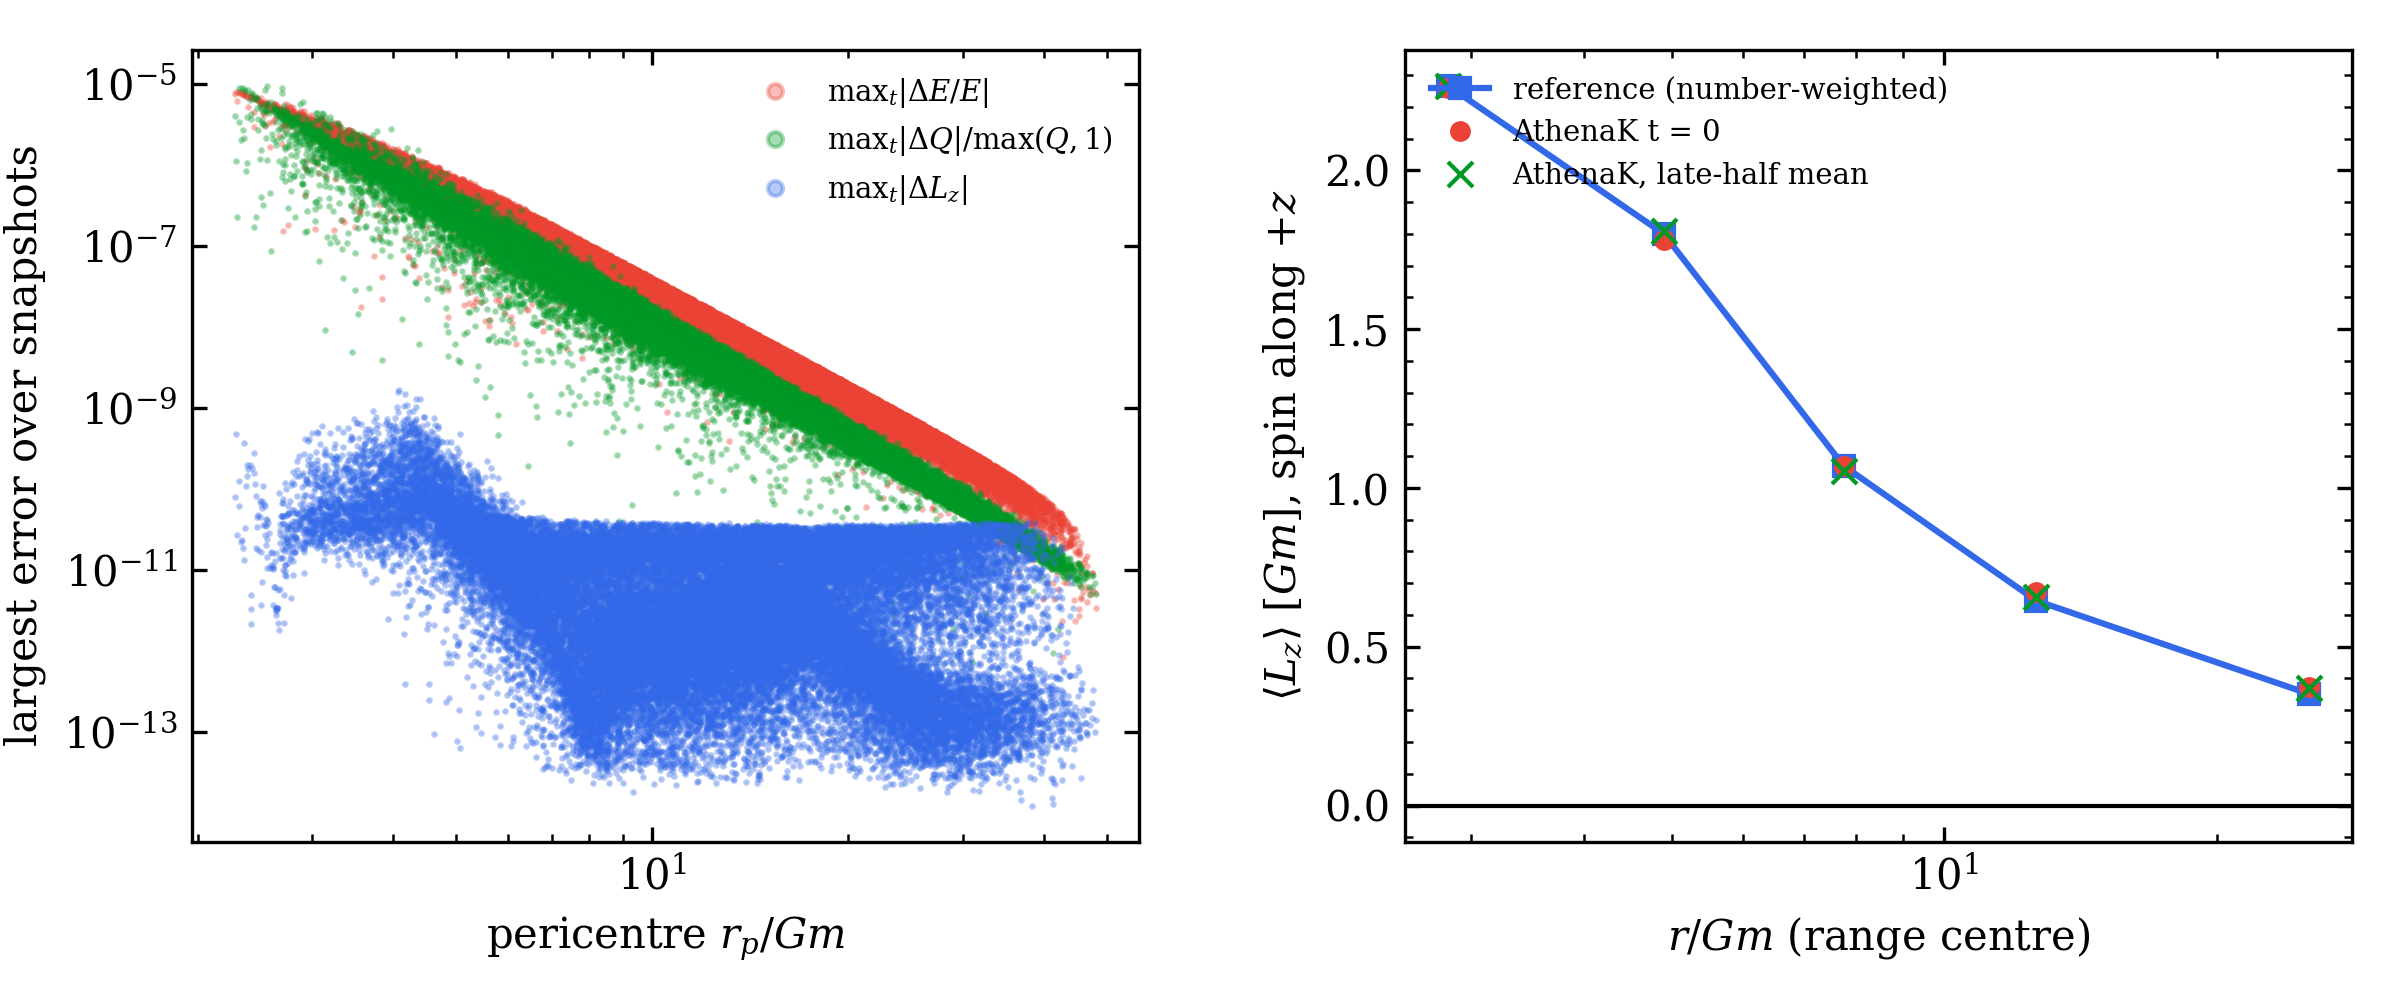 10^{-5}
10^{-7}
10^{-9}
10^{-11}
10^{-13}
largest error over snapshots
max_t|ΔE/E|
max_t|ΔQ|/max(Q, 1)
max_t|ΔL_z|
10^1
pericentre r_p/Gm
2.0
1.5
1.0
0.5
0.0
⟨L_z⟩ [Gm], spin along +z
reference (number-weighted)
AthenaK t = 0
AthenaK, late-half mean
10^1
r/Gm (range centre)